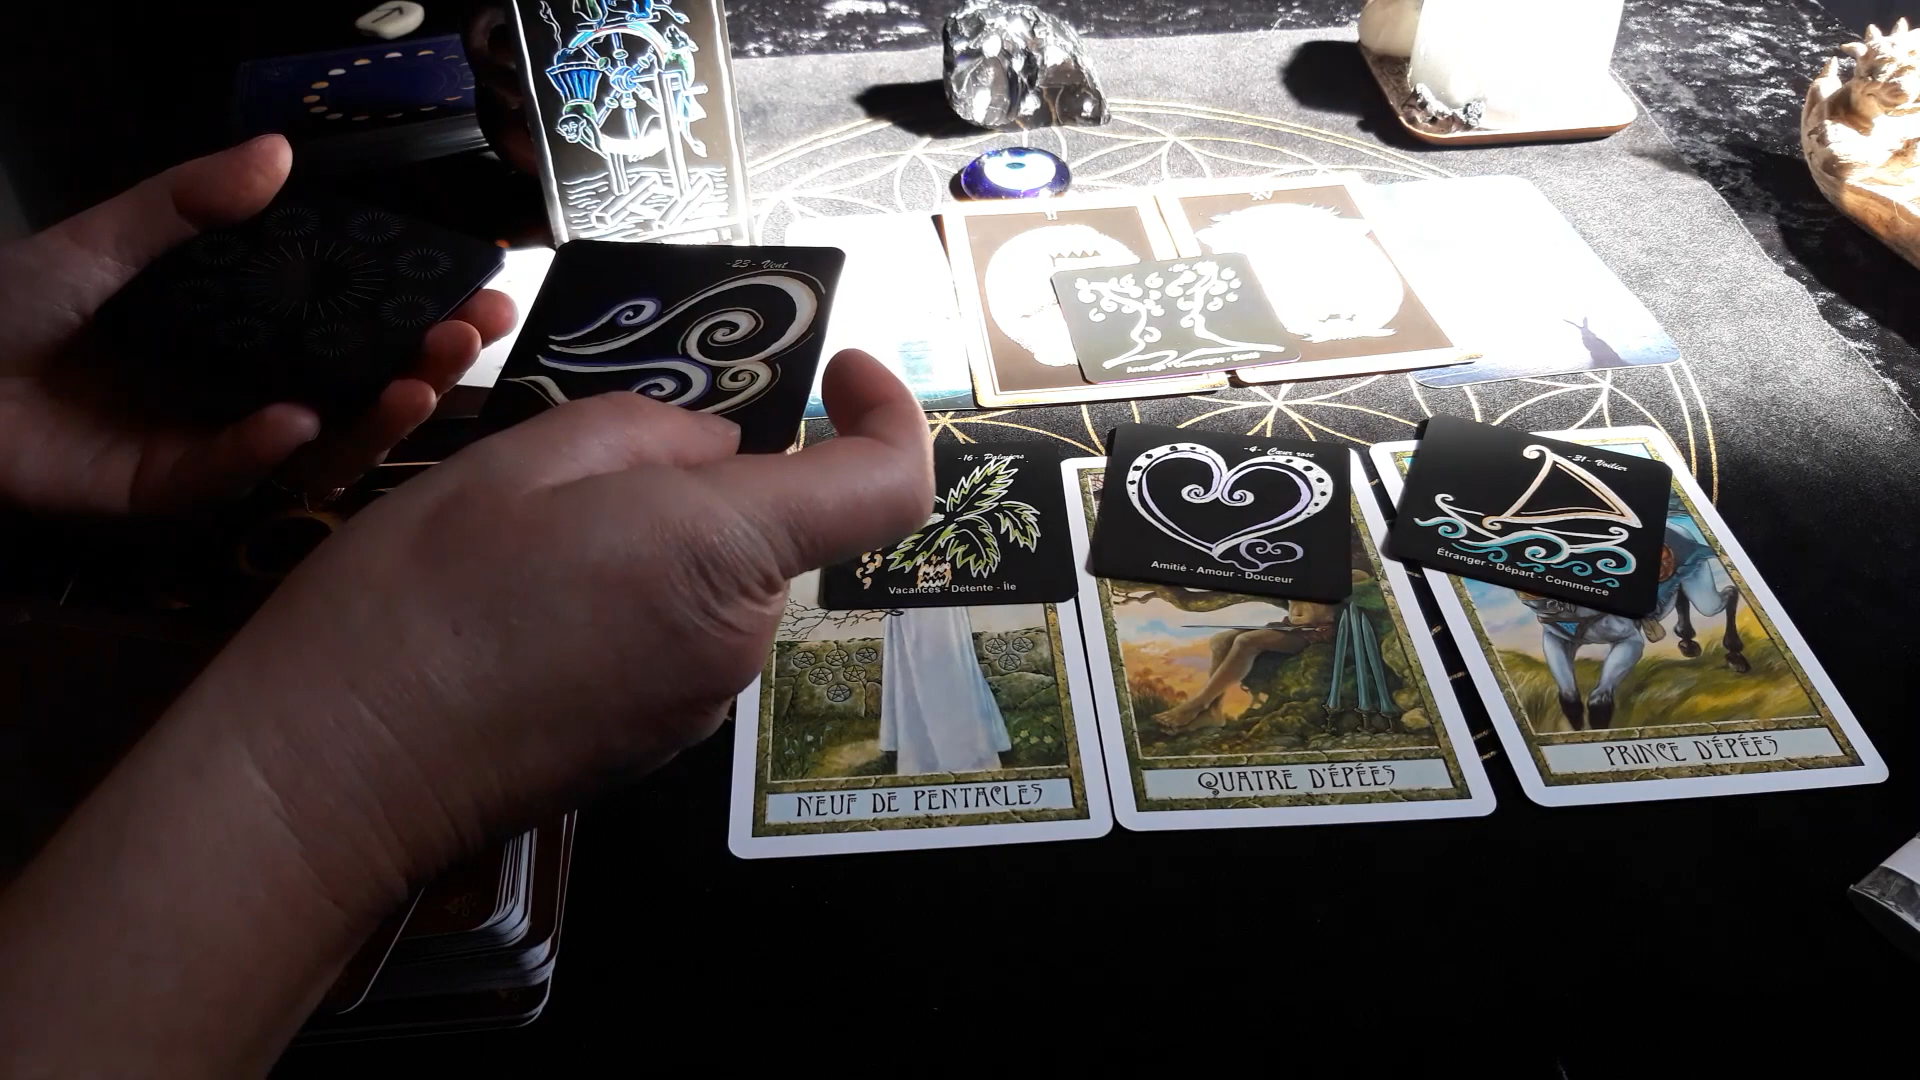 -23- Vent
-16- Palmiers
Vacances - Détente - Île
-4- Cœur rose
Amitié - Amour - Douceur
-31- Voilier
Étranger - Départ - Commerce
NEUF DE PENTACLES
QUATRE D'ÉPÉES
PRINCE D'ÉPÉES